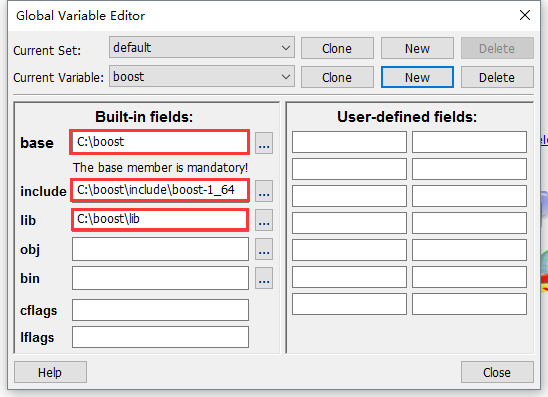 Global Variable Editor
Current Set: default Clone New Delete
Current Variable: boost Clone New Delete
Built-in fields: User-defined fields:
base C:\boost ...
The base member is mandatory!
include C:\boost\include\boost-1_64 ...
lib C:\boost\lib ...
obj ...
bin ...
cflags
lflags
Help Close